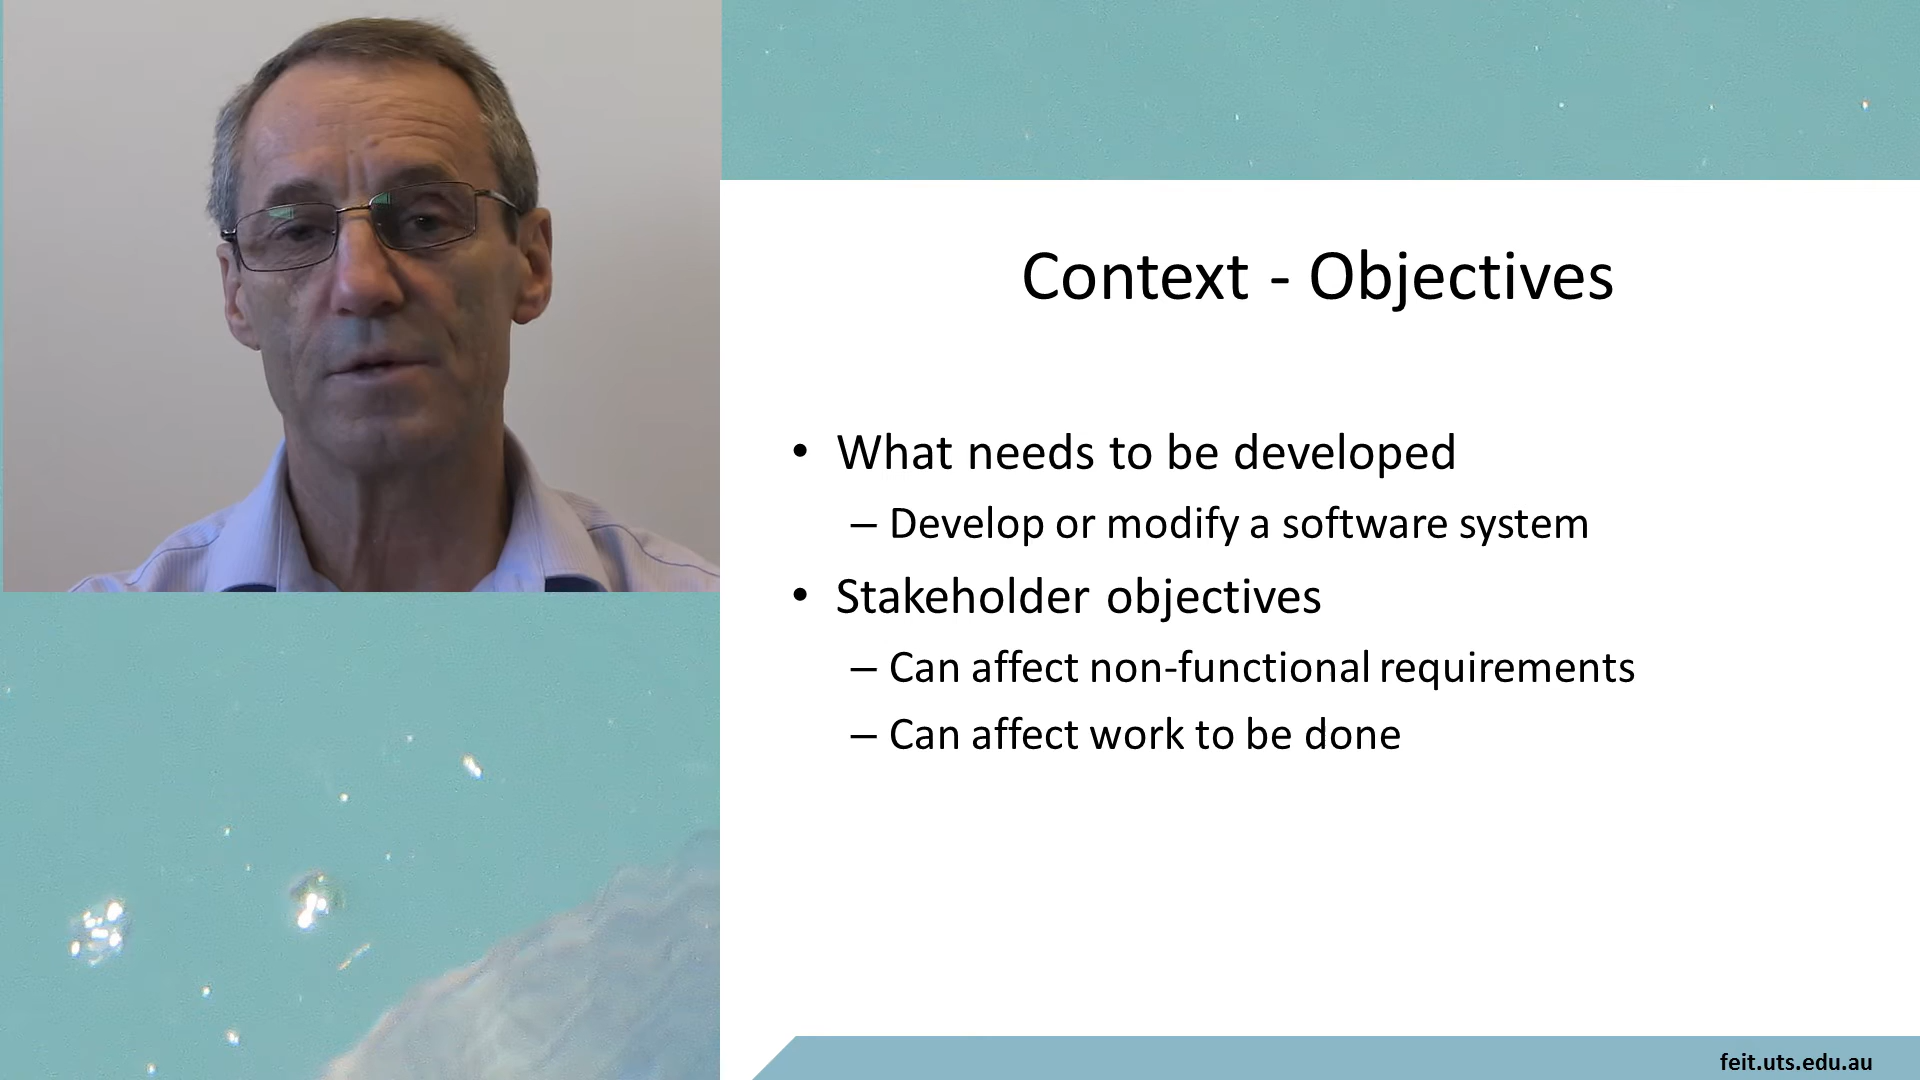 Context - Objectives
• What needs to be developed
– Develop or modify a software system
• Stakeholder objectives
– Can affect non-functional requirements
– Can affect work to be done
feit.uts.edu.au